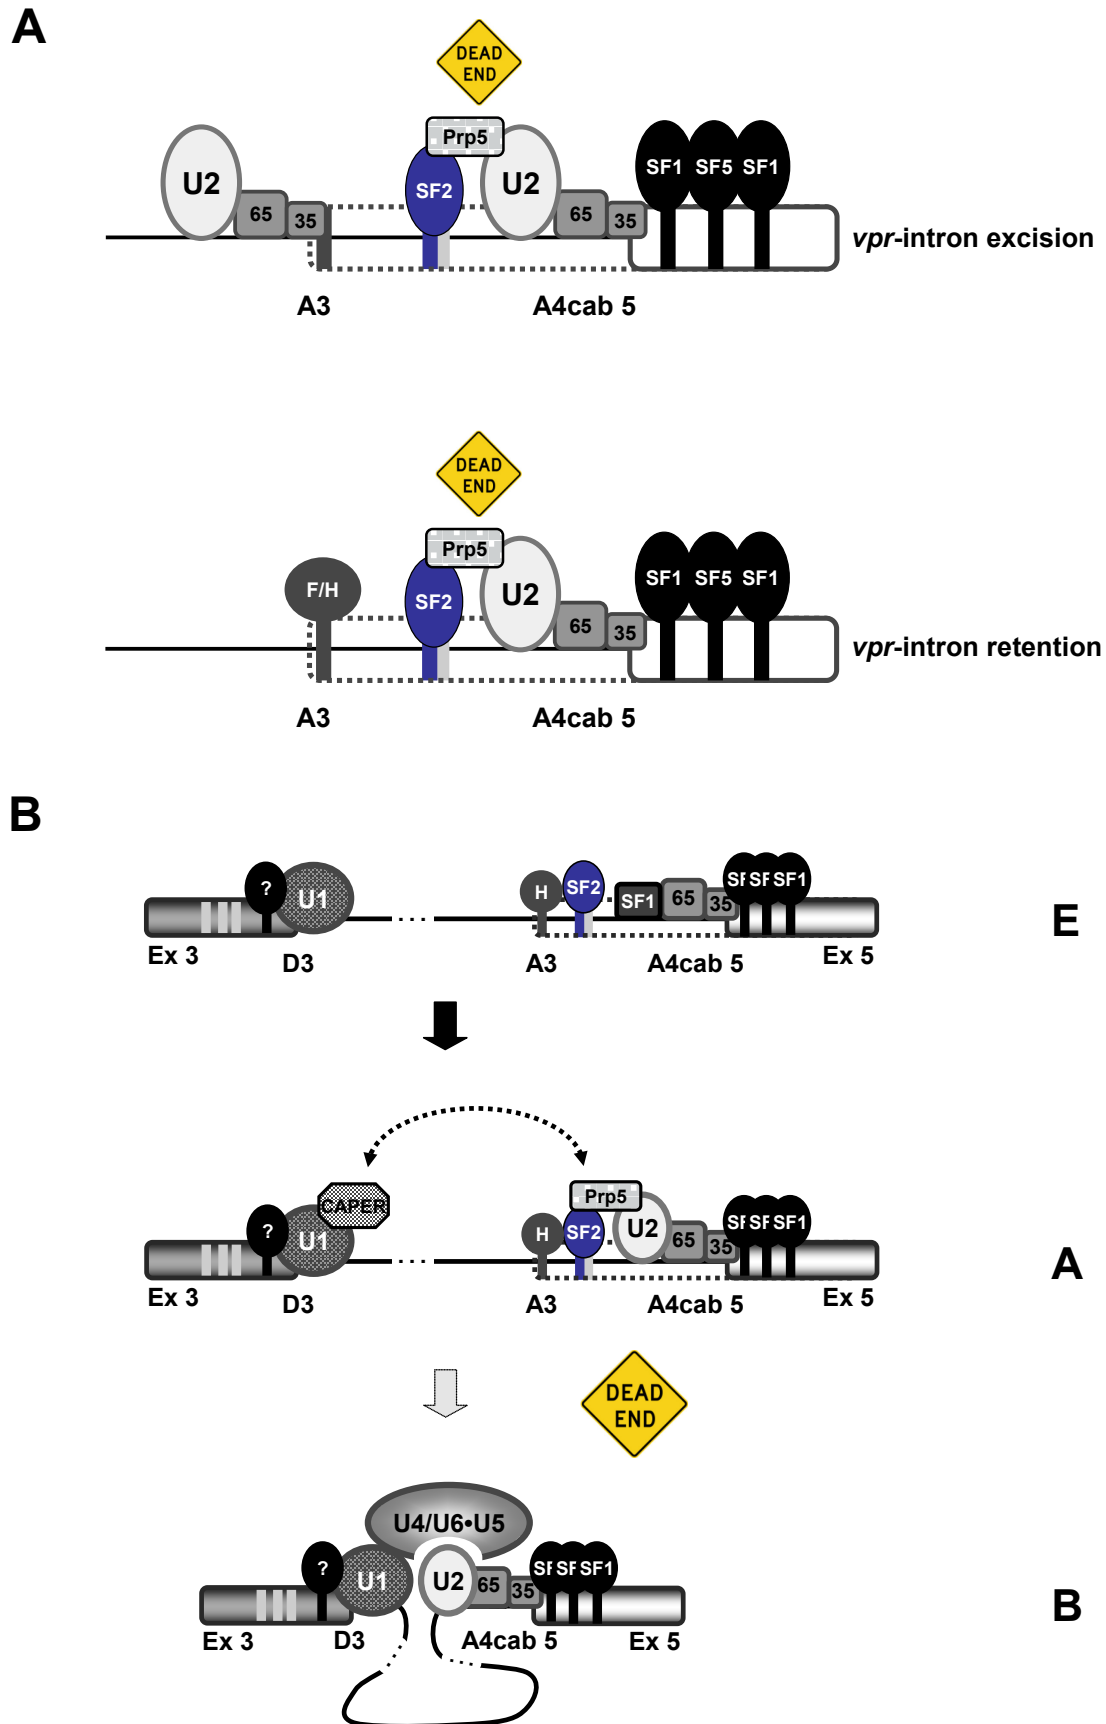 A
DEAD
END
Prp5
U2
65
35
SF2
U2
65
35
SF1
SF5
SF1
vpr-intron excision
A3
A4cab 5
DEAD
END
Prp5
F/H
SF2
U2
65
35
SF1
SF5
SF1
vpr-intron retention
A3
A4cab 5
B
?
U1
H
SF2
SF1
65
35
SF
SF
SF1
E
Ex 3
D3
A3
A4cab 5
Ex 5
CAPER
Prp5
?
U1
H
SF2
U2
65
35
SF
SF
SF1
A
Ex 3
D3
A3
A4cab 5
Ex 5
DEAD
END
U4/U6•U5
?
U1
U2
65
35
SF
SF
SF1
B
Ex 3
D3
A4cab 5
Ex 5